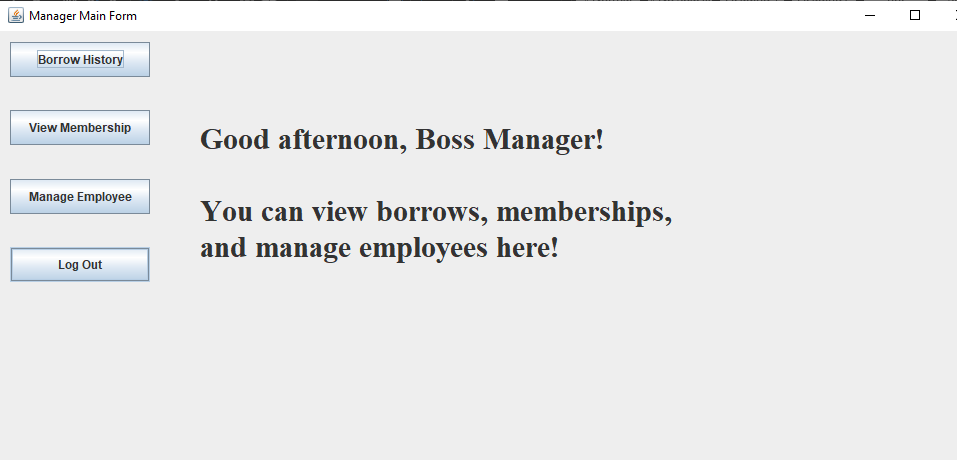 Manager Main Form
Borrow History
View Membership
Manage Employee
Log Out
Good afternoon, Boss Manager!
You can view borrows, memberships,
and manage employees here!